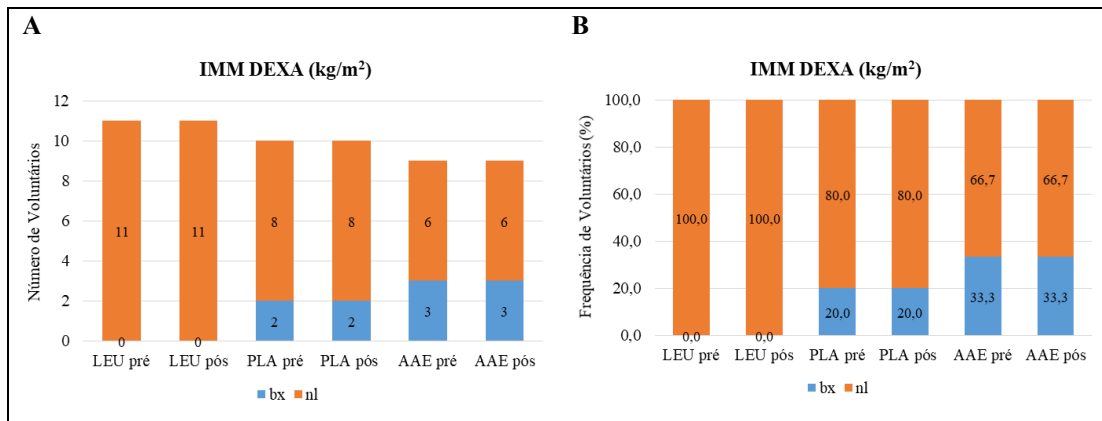 A
IMM DEXA (kg/m²)
Número de Voluntários
12
10
8
6
4
2
0
11
11
8
8
6
6
0
0
2
2
3
3
LEU pré
LEU pós
PLA pré
PLA pós
AAE pré
AAE pós
bx
nl
B
IMM DEXA (kg/m²)
Frequência de Voluntários (%)
100,0
80,0
60,0
40,0
20,0
0,0
100,0
100,0
80,0
80,0
66,7
66,7
0,0
0,0
20,0
20,0
33,3
33,3
LEU pré
LEU pós
PLA pré
PLA pós
AAE pré
AAE pós
bx
nl